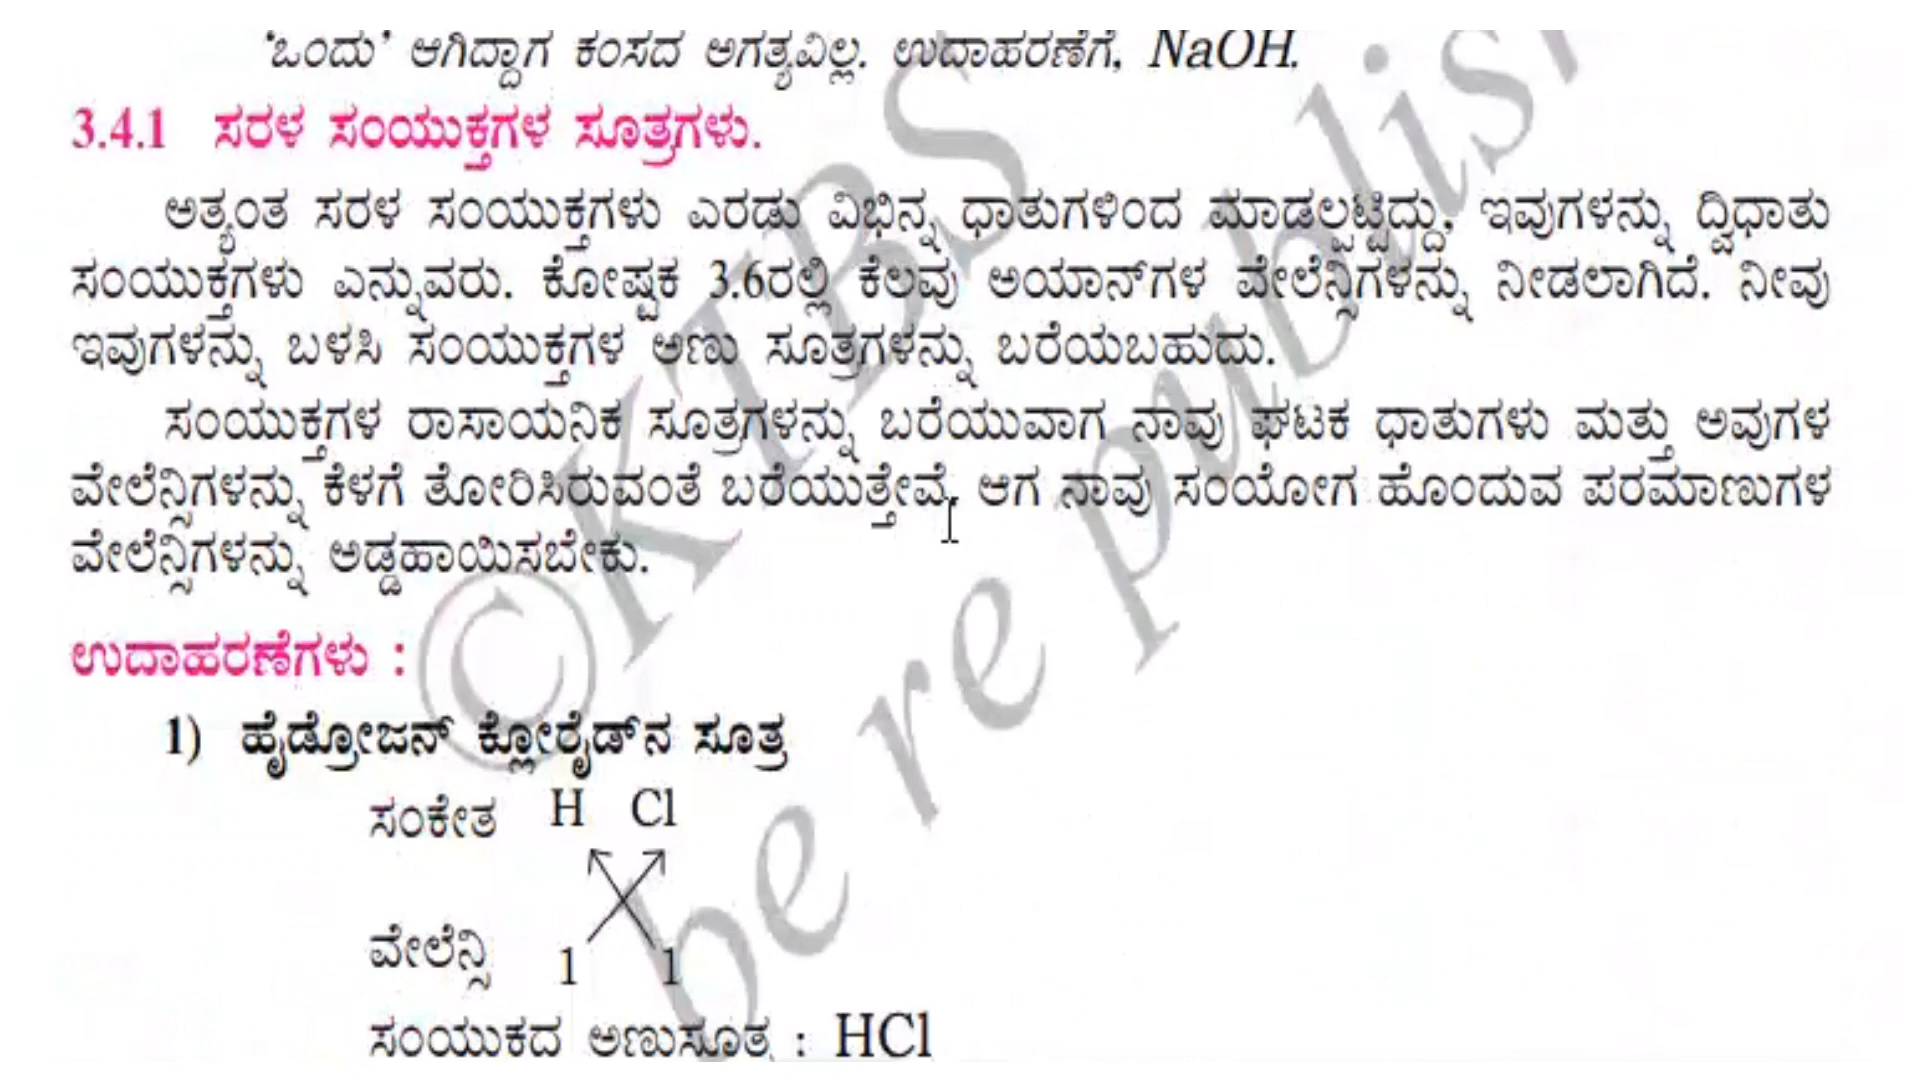 'ಒಂದು' ಆಗಿದ್ದಾಗ ಕಂಸದ ಅಗತ್ಯವಿಲ್ಲ. ಉದಾಹರಣೆಗೆ, NaOH.
3.4.1 ಸರಳ ಸಂಯುಕ್ತಗಳ ಸೂತ್ರಗಳು.
ಅತ್ಯಂತ ಸರಳ ಸಂಯುಕ್ತಗಳು ಎರಡು ವಿಭಿನ್ನ ಧಾತುಗಳಿಂದ ಮಾಡಲ್ಪಟ್ಟಿದ್ದು, ಇವುಗಳನ್ನು ದ್ವಿಧಾತು
ಸಂಯುಕ್ತಗಳು ಎನ್ನುವರು. ಕೋಷ್ಟಕ 3.6ರಲ್ಲಿ ಕೆಲವು ಅಯಾನ್‌ಗಳ ವೇಲೆನ್ಸಿಗಳನ್ನು ನೀಡಲಾಗಿದೆ. ನೀವು
ಇವುಗಳನ್ನು ಬಳಸಿ ಸಂಯುಕ್ತಗಳ ಅಣು ಸೂತ್ರಗಳನ್ನು ಬರೆಯಬಹುದು.
ಸಂಯುಕ್ತಗಳ ರಾಸಾಯನಿಕ ಸೂತ್ರಗಳನ್ನು ಬರೆಯುವಾಗ ನಾವು ಘಟಕ ಧಾತುಗಳು ಮತ್ತು ಅವುಗಳ
ವೇಲೆನ್ಸಿಗಳನ್ನು ಕೆಳಗೆ ತೋರಿಸಿರುವಂತೆ ಬರೆಯುತ್ತೇವೆ. ಆಗ ನಾವು ಸಂಯೋಗ ಹೊಂದುವ ಪರಮಾಣುಗಳ
ವೇಲೆನ್ಸಿಗಳನ್ನು ಅಡ್ಡಹಾಯಿಸಬೇಕು.
ಉದಾಹರಣೆಗಳು :
1) ಹೈಡ್ರೋಜನ್ ಕ್ಲೋರೈಡ್‌ನ ಸೂತ್ರ
ಸಂಕೇತ H Cl
ವೇಲೆನ್ಸಿ 1 1
ಸಂಯುಕ್ತದ ಅಣುಸೂತ್ರ : HCl
©KTBS
be republish